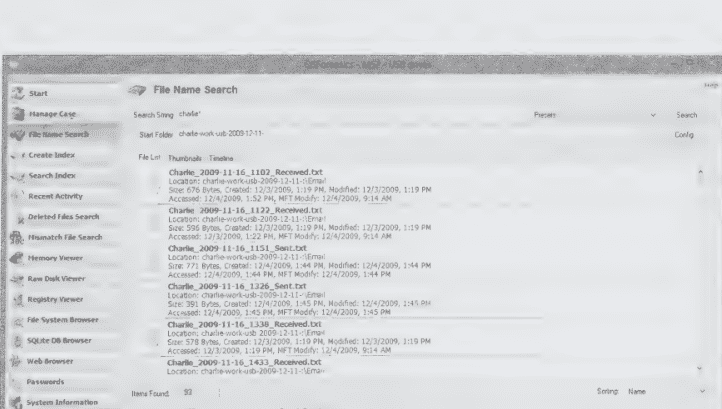 OSForensics - M57 - USB drives
Help
Start
Manage Case
File Name Search
Create Index
Search Index
Recent Activity
Deleted Files Search
Mismatch File Search
Memory Viewer
Raw Disk Viewer
Registry Viewer
File System Browser
SQLite DB Browser
Web Browser
Passwords
System Information
File Name Search
Search String charlie* Presets Search
Start Folder charlie-work-usb-2009-12-11- Config
File List Thumbnails Timeline
Charlie_2009-11-16_1102_Received.txt
Location: charlie-work-usb-2009-12-11-:\Email
Size: 676 Bytes, Created: 12/3/2009, 1:19 PM, Modified: 12/3/2009, 1:19 PM
Accessed: 12/4/2009, 1:52 PM, MFT Modify: 12/4/2009, 9:14 AM
Charlie_2009-11-16_1122_Received.txt
Location: charlie-work-usb-2009-12-11-:\Email
Size: 596 Bytes, Created: 12/3/2009, 1:19 PM, Modified: 12/3/2009, 1:19 PM
Accessed: 12/3/2009, 1:22 PM, MFT Modify: 12/4/2009, 9:14 AM
Charlie_2009-11-16_1151_Sent.txt
Location: charlie-work-usb-2009-12-11-:\Email
Size: 771 Bytes, Created: 12/4/2009, 1:44 PM, Modified: 12/4/2009, 1:44 PM
Accessed: 12/4/2009, 1:44 PM, MFT Modify: 12/4/2009, 1:44 PM
Charlie_2009-11-16_1326_Sent.txt
Location: charlie-work-usb-2009-12-11-:\Email
Size: 391 Bytes, Created: 12/4/2009, 1:45 PM, Modified: 12/4/2009, 1:45 PM
Accessed: 12/4/2009, 1:45 PM, MFT Modify: 12/4/2009, 1:45 PM
Charlie_2009-11-16_1338_Received.txt
Location: charlie-work-usb-2009-12-11-:\Email
Size: 578 Bytes, Created: 12/3/2009, 1:19 PM, Modified: 12/3/2009, 1:19 PM
Accessed: 12/3/2009, 1:19 PM, MFT Modify: 12/4/2009, 9:14 AM
Charlie_2009-11-16_1433_Received.txt
Location: charlie-work-usb-2009-12-11-:\Email
Items Found: 93 Sorting: Name